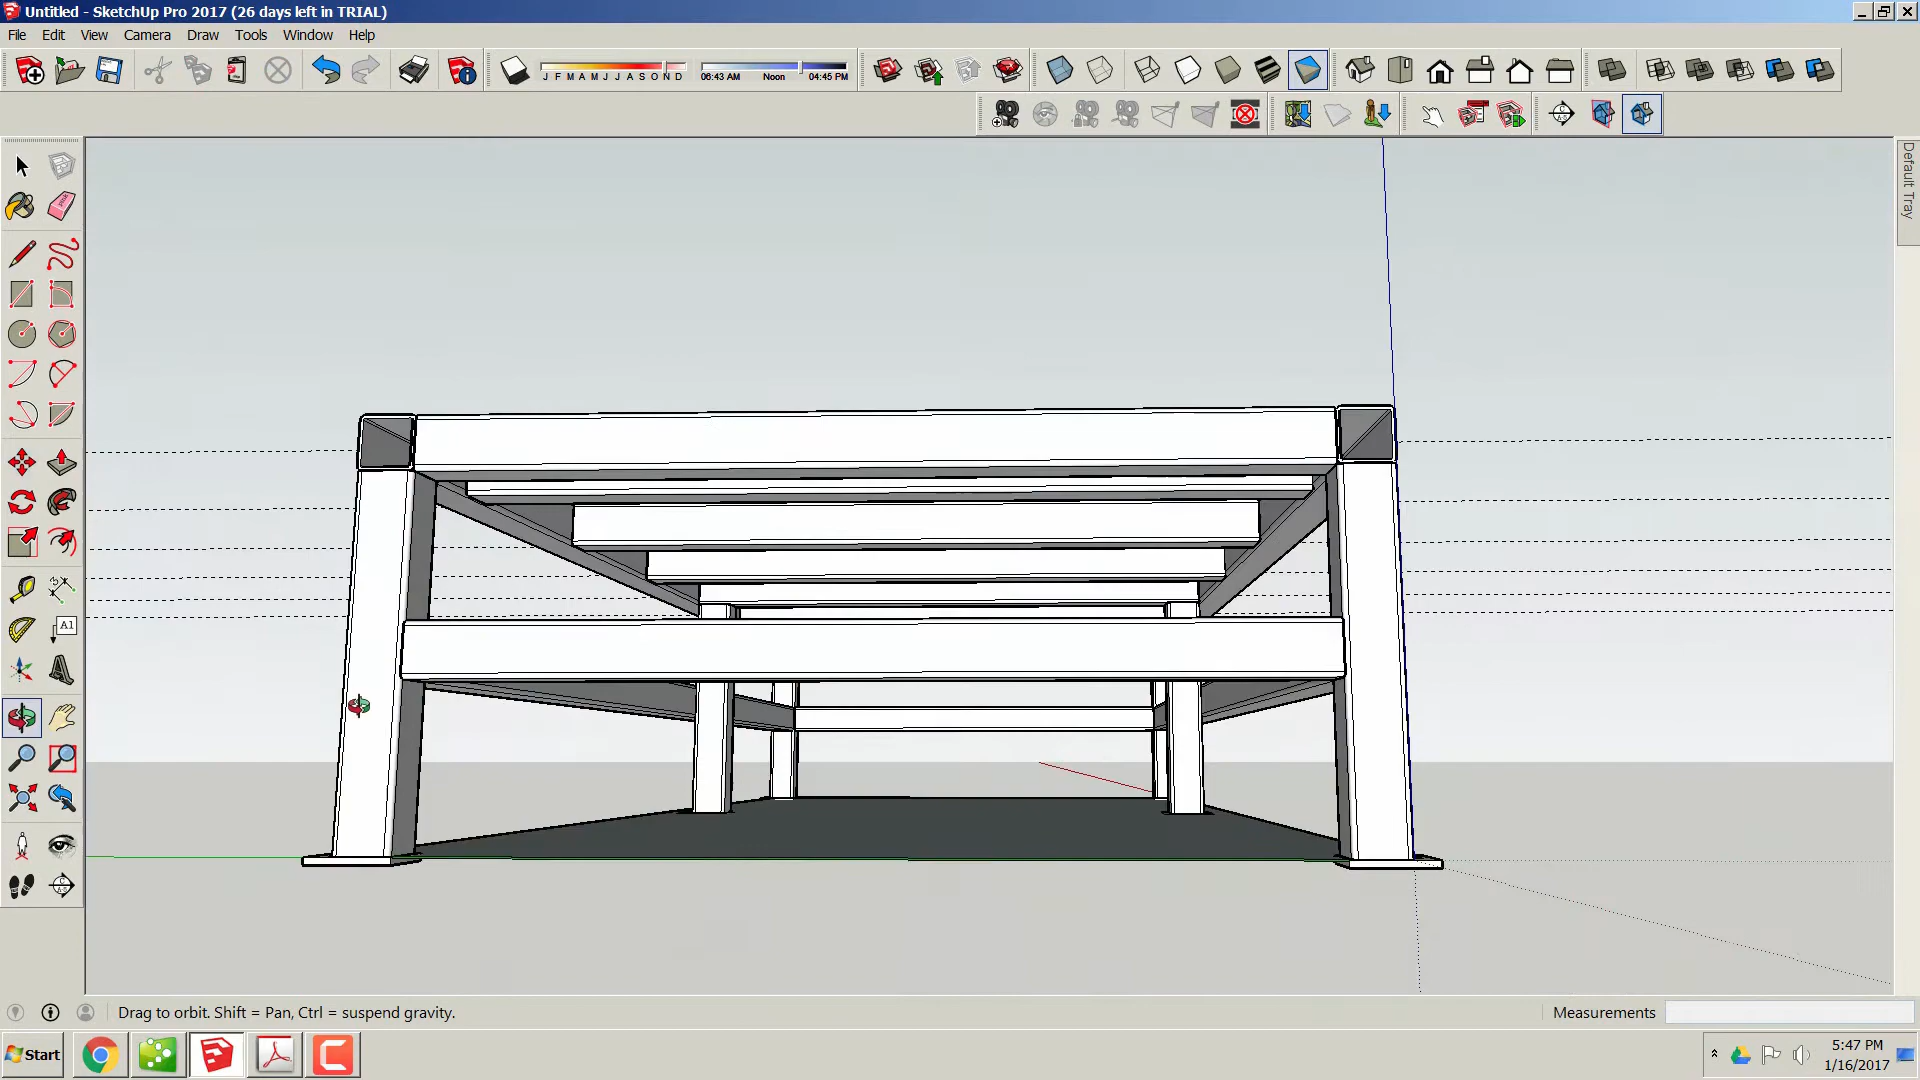 Untitled - SketchUp Pro 2017 (26 days left in TRIAL)
File Edit View Camera Draw Tools Window Help
J F M A M J J A S O N D
06:43 AM Noon 04:45 PM
Default Tray
A1
Drag to orbit. Shift = Pan, Ctrl = suspend gravity.
Measurements
Start
5:47 PM
1/16/2017